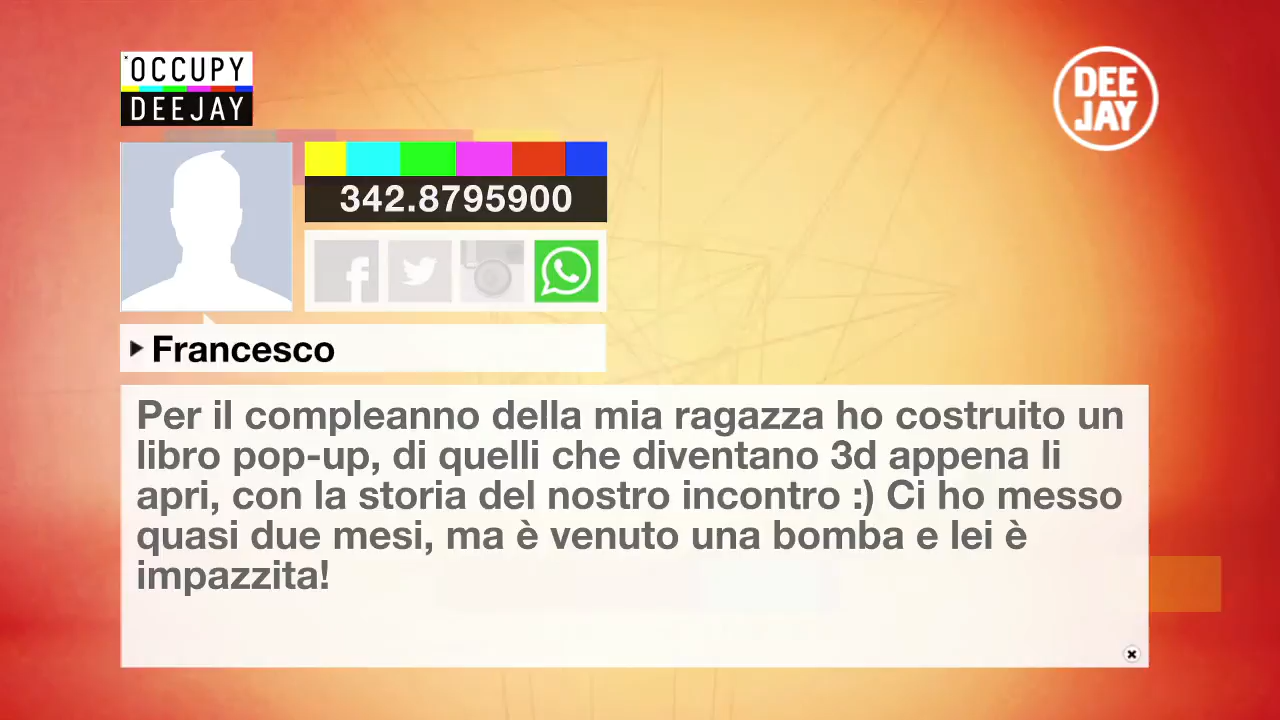 OCCUPY
DEEJAY
DEE
JAY
342.8795900
Francesco
Per il compleanno della mia ragazza ho costruito un
libro pop-up, di quelli che diventano 3d appena li
apri, con la storia del nostro incontro :) Ci ho messo
quasi due mesi, ma è venuto una bomba e lei è
impazzita!